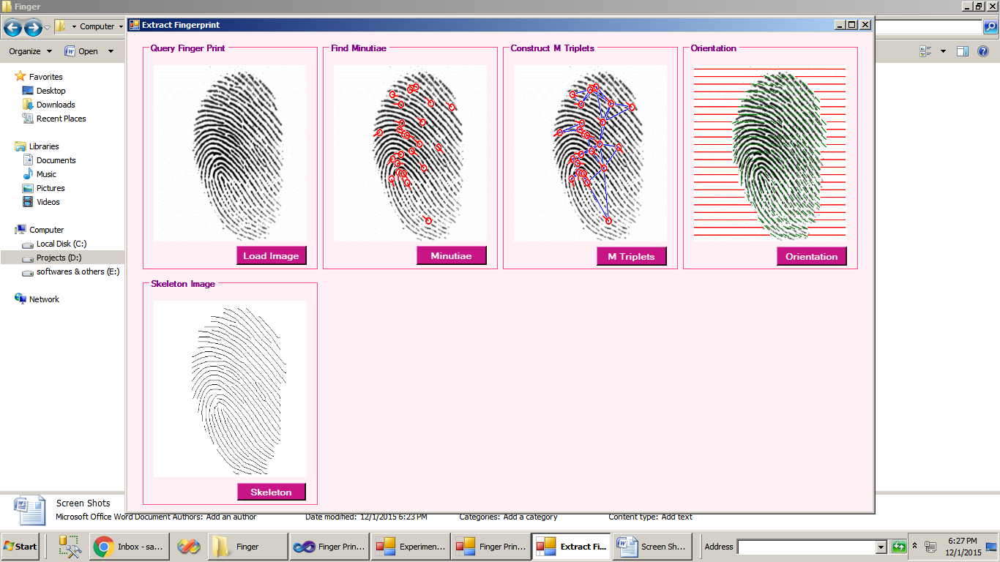 Finger
Computer
Extract Fingerprint
Organize
Open
Favorites
Desktop
Downloads
Recent Places
Libraries
Documents
Music
Pictures
Videos
Computer
Local Disk (C:)
Projects (D:)
softwares & others (E:)
Network
Query Finger Print
Find Minutiae
Construct M Triplets
Orientation
Load Image
Minutiae
M Triplets
Orientation
Skeleton Image
Skeleton
Screen Shots
Microsoft Office Word Document Authors: Add an author
Date modified: 12/1/2015 6:23 PM
Categories: Add a category
Content type: Add text
Start
Inbox - sa...
Finger
Finger Prin...
Experimen...
Finger Prin...
Extract Fi...
Screen Sh...
Address
6:27 PM
12/1/2015